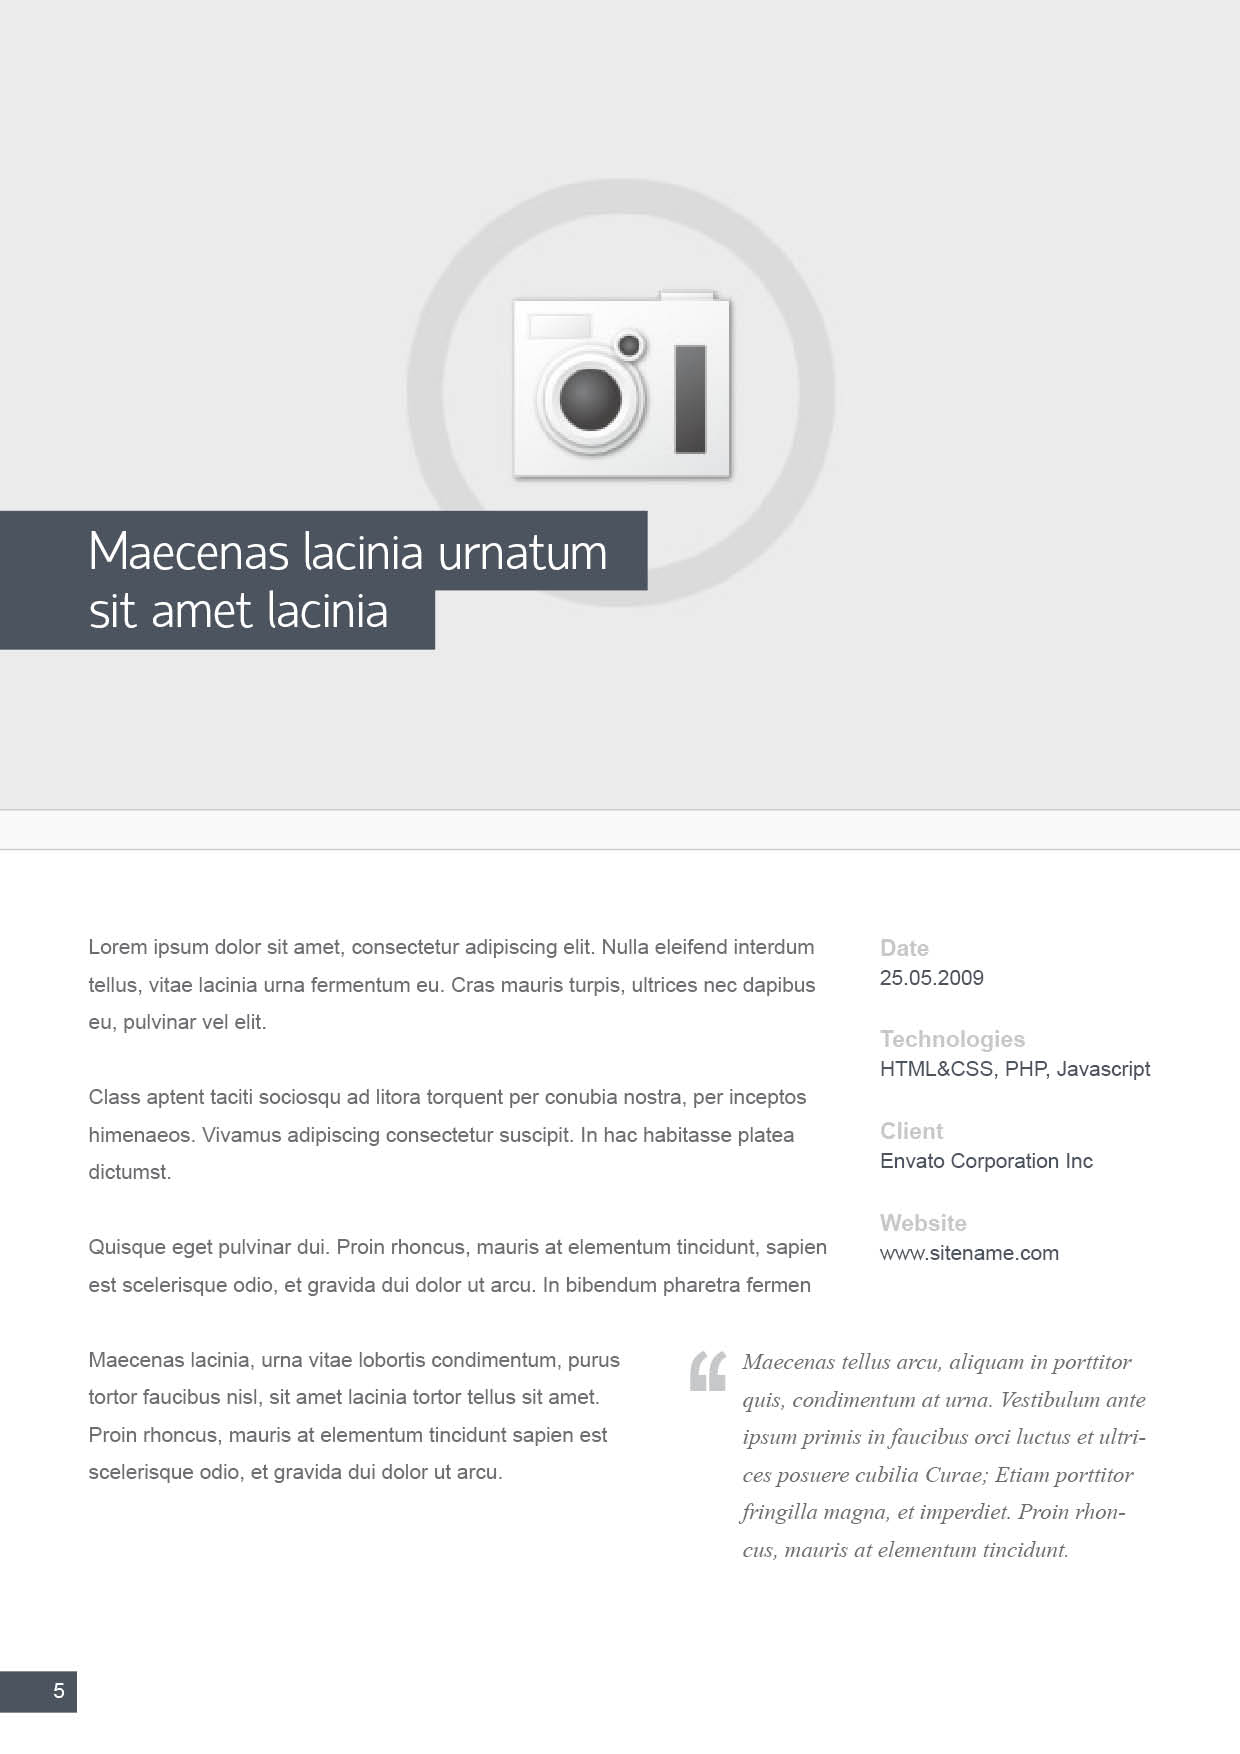 Maecenas lacinia urnatum
sit amet lacinia
Lorem ipsum dolor sit amet, consectetur adipiscing elit. Nulla eleifend interdum
tellus, vitae lacinia urna fermentum eu. Cras mauris turpis, ultrices nec dapibus
eu, pulvinar vel elit.
Class aptent taciti sociosqu ad litora torquent per conubia nostra, per inceptos
himenaeos. Vivamus adipiscing consectetur suscipit. In hac habitasse platea
dictumst.
Quisque eget pulvinar dui. Proin rhoncus, mauris at elementum tincidunt, sapien
est scelerisque odio, et gravida dui dolor ut arcu. In bibendum pharetra fermen
Maecenas lacinia, urna vitae lobortis condimentum, purus
tortor faucibus nisl, sit amet lacinia tortor tellus sit amet.
Proin rhoncus, mauris at elementum tincidunt sapien est
scelerisque odio, et gravida dui dolor ut arcu.
Date
25.05.2009
Technologies
HTML&CSS, PHP, Javascript
Client
Envato Corporation Inc
Website
www.sitename.com
“ Maecenas tellus arcu, aliquam in porttitor
quis, condimentum at urna. Vestibulum ante
ipsum primis in faucibus orci luctus et ultri-
ces posuere cubilia Curae; Etiam porttitor
fringilla magna, et imperdiet. Proin rhon-
cus, mauris at elementum tincidunt.
5